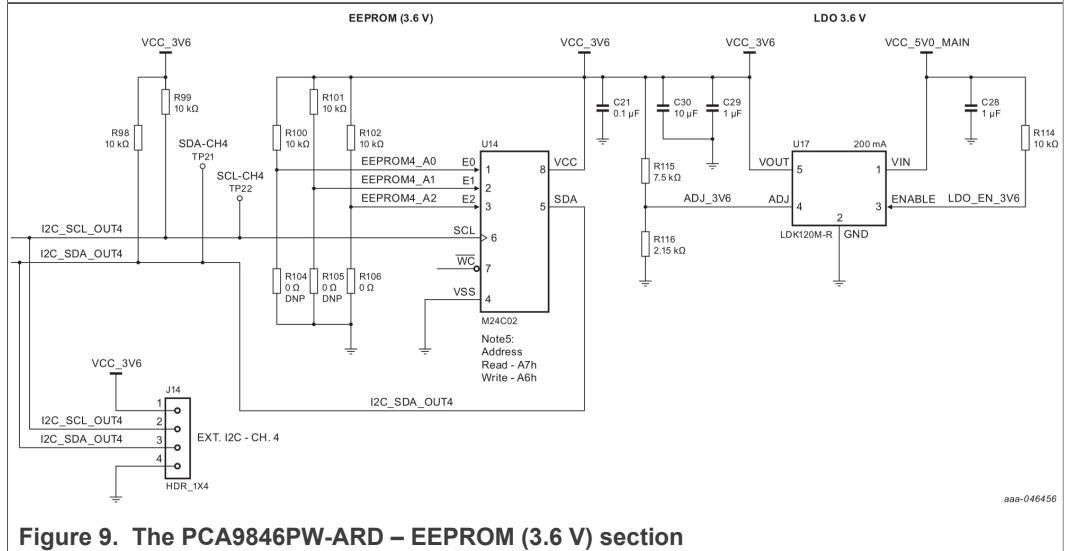 EEPROM (3.6 V)
LDO 3.6 V
VCC_3V6
VCC_3V6
VCC_3V6
VCC_5V0_MAIN
R99
10 kΩ
R98
10 kΩ
SDA-CH4
TP21
SCL-CH4
TP22
R101
10 kΩ
R100
10 kΩ
R102
10 kΩ
EEPROM4_A0
EEPROM4_A1
EEPROM4_A2
I2C_SCL_OUT4
I2C_SDA_OUT4
R104
0 Ω
DNP
R105
0 Ω
DNP
R106
0 Ω
U14
E0
1
E1
2
E2
3
SCL
6
WC
7
VSS
4
8
VCC
5
SDA
M24C02
Note5:
Address
Read - A7h
Write - A6h
I2C_SDA_OUT4
C21
0.1 µF
C30
10 µF
C29
1 µF
R115
7.5 kΩ
ADJ_3V6
R116
2.15 kΩ
U17
200 mA
VOUT
5
1
VIN
ADJ
4
3
ENABLE
LDO_EN_3V6
2
LDK120M-R
GND
C28
1 µF
R114
10 kΩ
VCC_3V6
J14
1
I2C_SCL_OUT4
2
I2C_SDA_OUT4
3
4
EXT. I2C - CH. 4
HDR_1X4
aaa-046456
Figure 9. The PCA9846PW-ARD – EEPROM (3.6 V) section